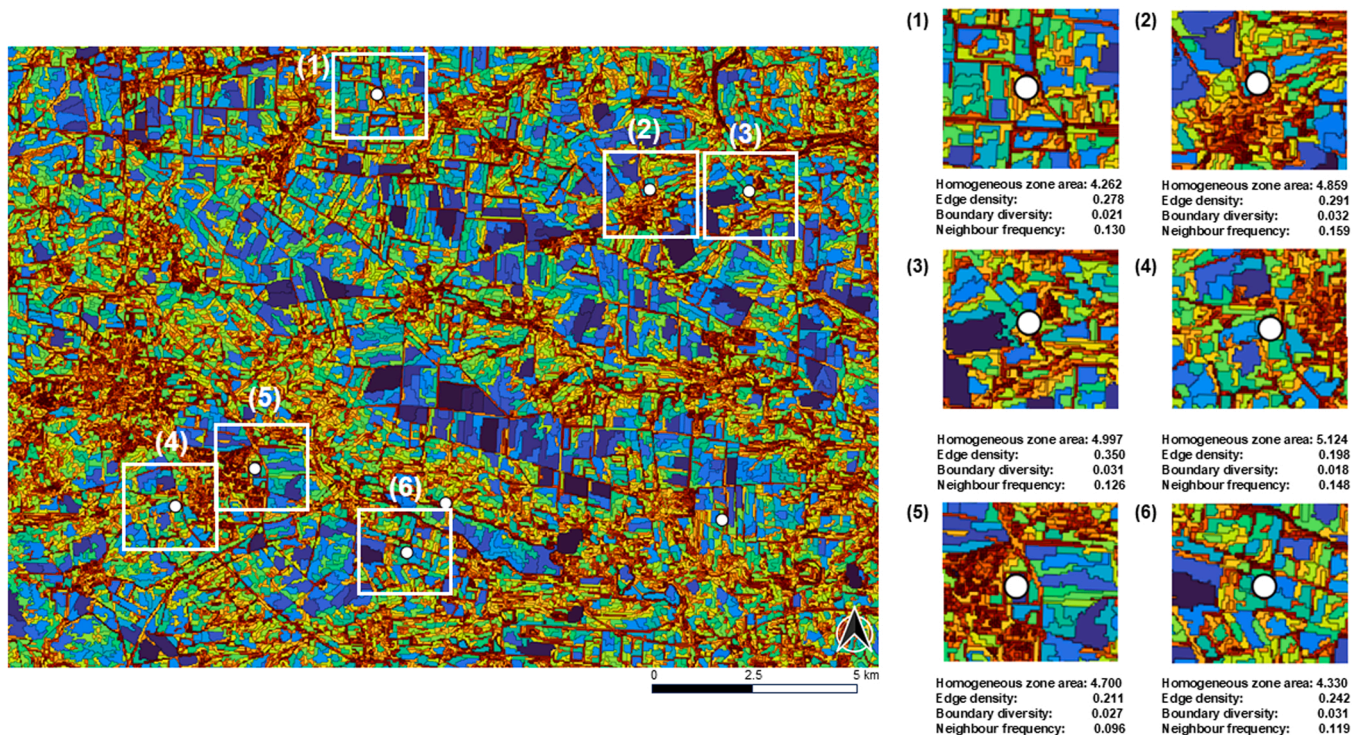 (1)
(2)
(3)
(4)
(5)
(6)
0 2.5 5 km
(1) (2)
Homogeneous zone area: 4.262
Edge density: 0.278
Boundary diversity: 0.021
Neighbour frequency: 0.130
Homogeneous zone area: 4.859
Edge density: 0.291
Boundary diversity: 0.032
Neighbour frequency: 0.159
(3) (4)
Homogeneous zone area: 4.997
Edge density: 0.350
Boundary diversity: 0.031
Neighbour frequency: 0.126
Homogeneous zone area: 5.124
Edge density: 0.198
Boundary diversity: 0.018
Neighbour frequency: 0.148
(5) (6)
Homogeneous zone area: 4.700
Edge density: 0.211
Boundary diversity: 0.027
Neighbour frequency: 0.096
Homogeneous zone area: 4.330
Edge density: 0.242
Boundary diversity: 0.031
Neighbour frequency: 0.119